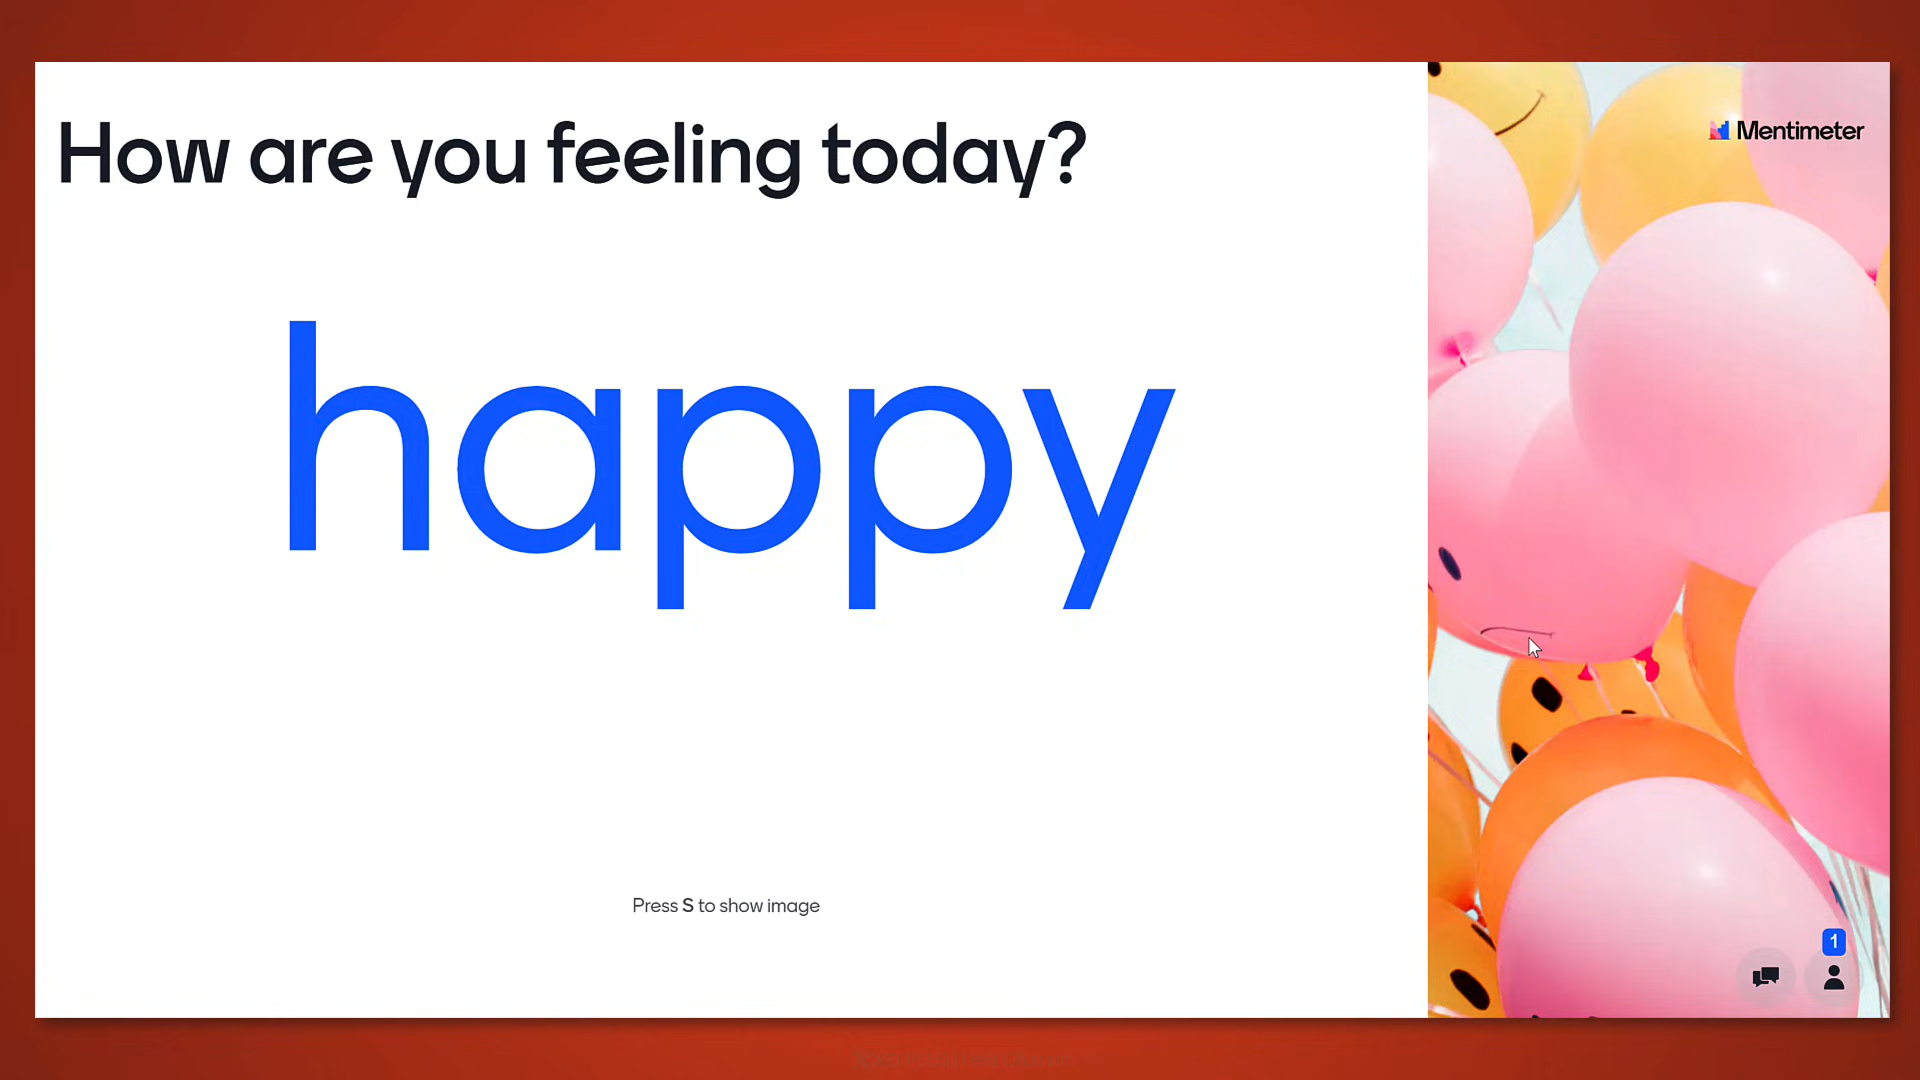 How are you feeling today?
Mentimeter
happy
Press S to show image
1